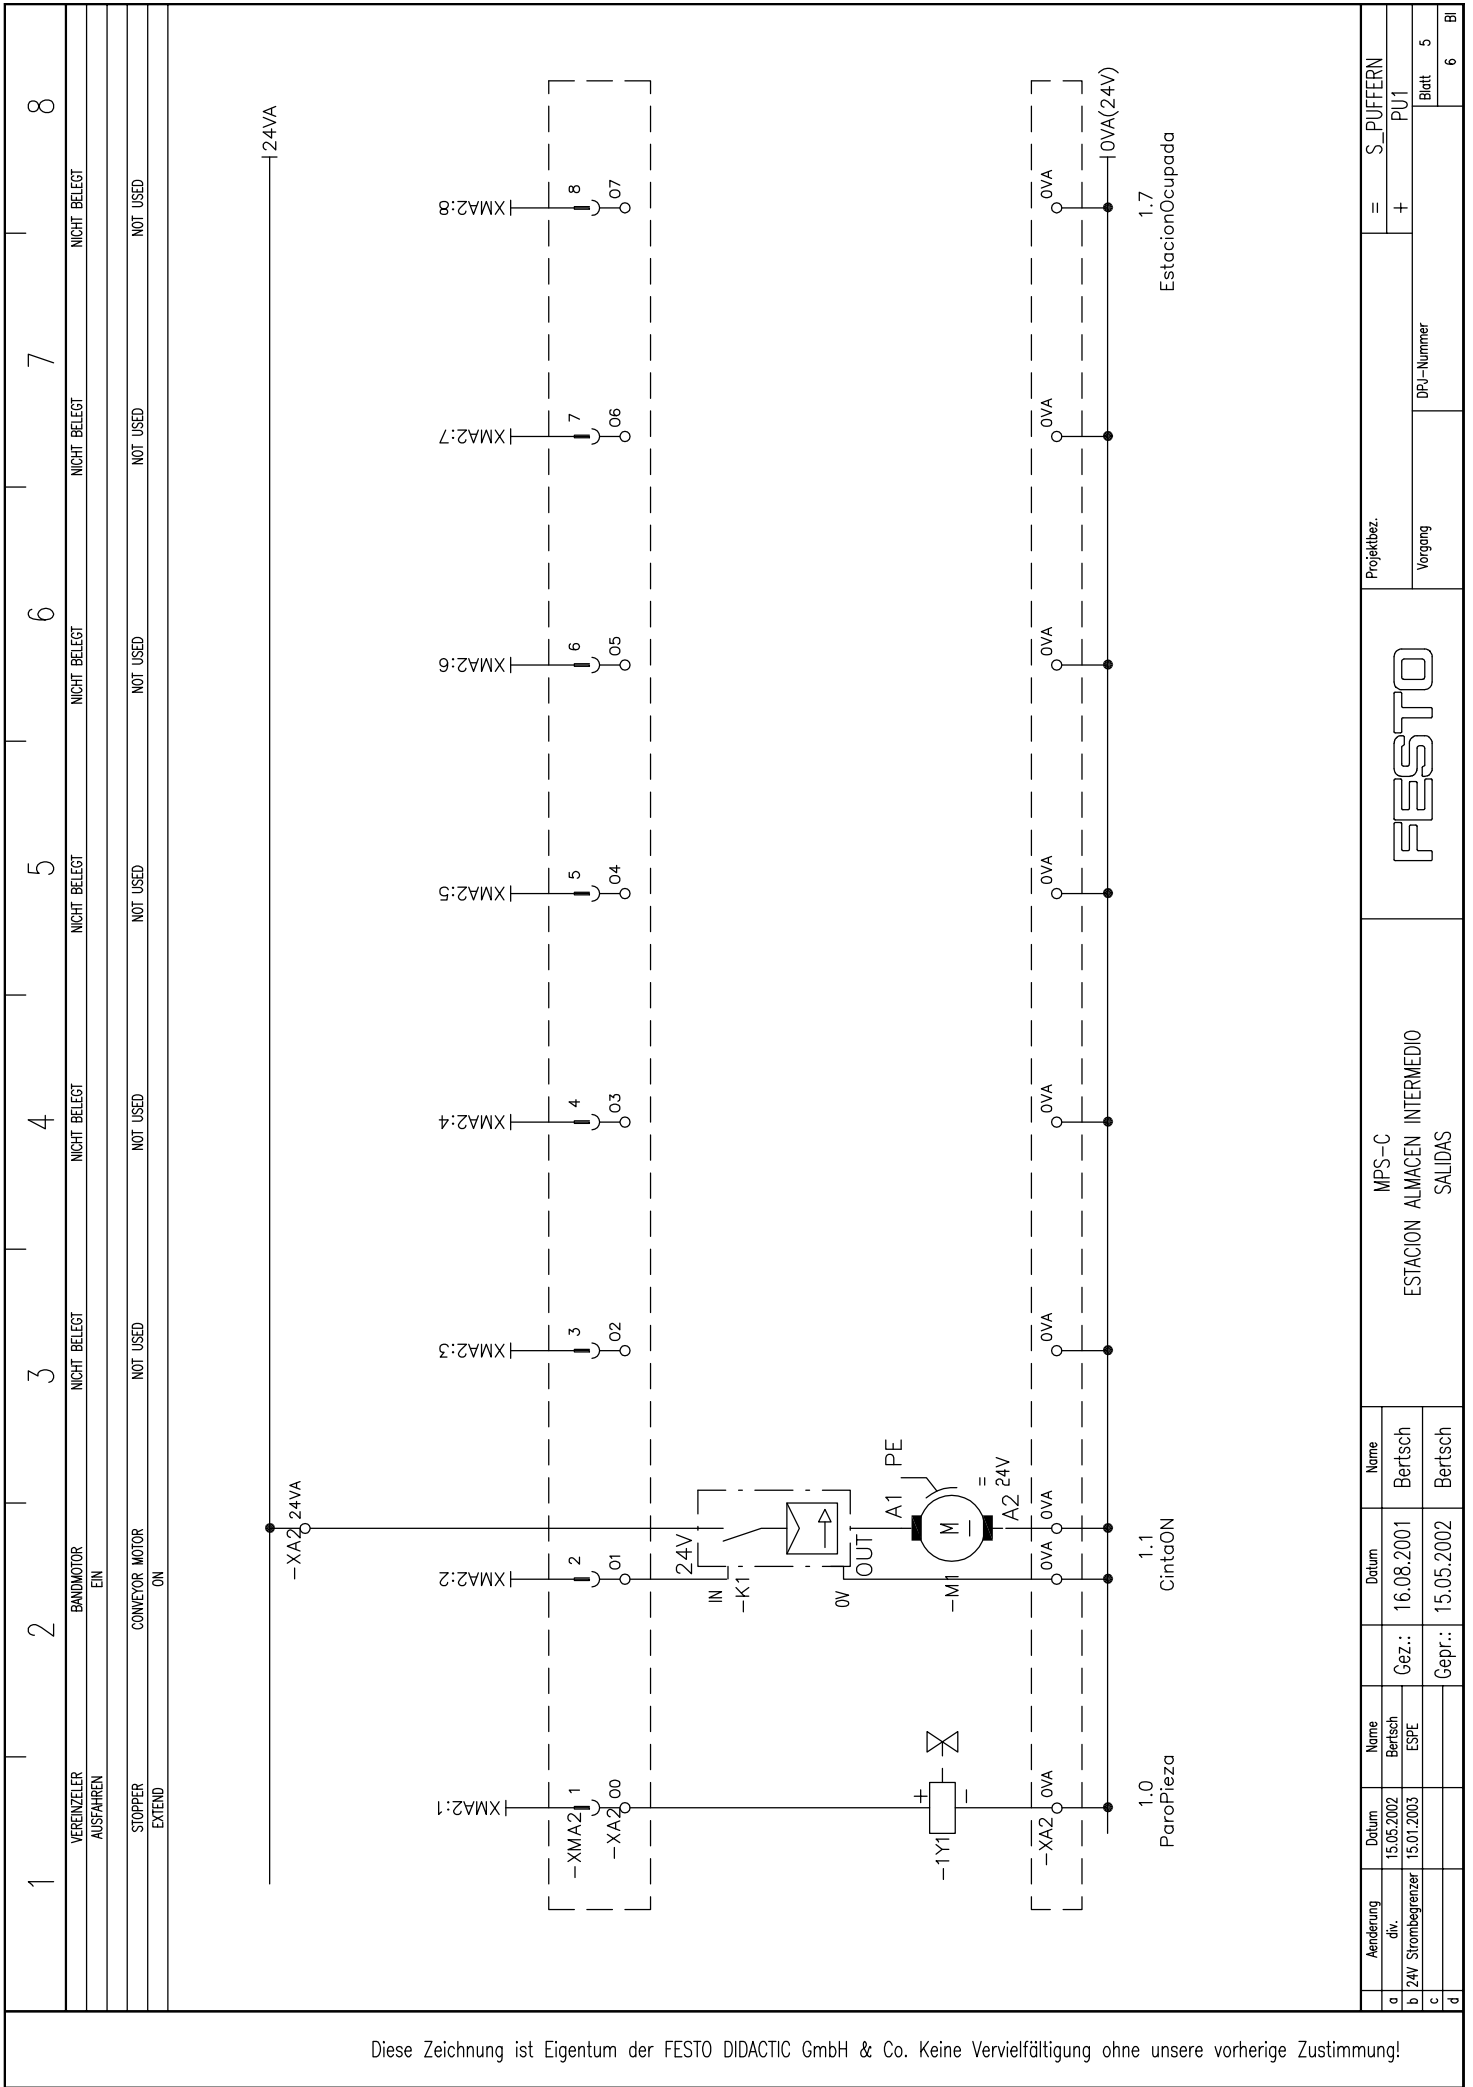 1 2 3 4 5 6 7 8
VEREINZELER BANDMOTOR NICHT BELEGT NICHT BELEGT NICHT BELEGT NICHT BELEGT NICHT BELEGT NICHT BELEGT
AUSFAHREN EIN
STOPPER CONVEYOR MOTOR NOT USED NOT USED NOT USED NOT USED NOT USED NOT USED
EXTEND ON
24VA
-XA2 24VA
XMA2:1 XMA2:2 XMA2:3 XMA2:4 XMA2:5 XMA2:6 XMA2:7 XMA2:8
-XMA2 1 2 3 4 5 6 7 8
-XA2 O0 O1 O2 O3 O4 O5 O6 O7
24V
IN
-K1
0V
OUT
A1 PE
-1Y1 + -
-M1 M
=
24V
A2
-XA2 0VA 0VA 0VA 0VA 0VA 0VA 0VA 0VA 0VA
0VA(24V)
1.0 1.1 1.7
ParoPieza CintaON EstacionOcupada
Aenderung Datum Name
a div. 15.05.2002 Bertsch
b 24V Strombegrenzer 15.01.2003 ESPE
c
d
Datum Name
Gez.: 16.08.2001 Bertsch
Gepr.: 15.05.2002 Bertsch
MPS-C
ESTACION ALMACEN INTERMEDIO
SALIDAS
FESTO
Projektbez.
= S_PUFFERN
+ PU1
Vorgang
DPJ-Nummer
Blatt 5
6 Bl
Diese Zeichnung ist Eigentum der FESTO DIDACTIC GmbH & Co. Keine Vervielfältigung ohne unsere vorherige Zustimmung!